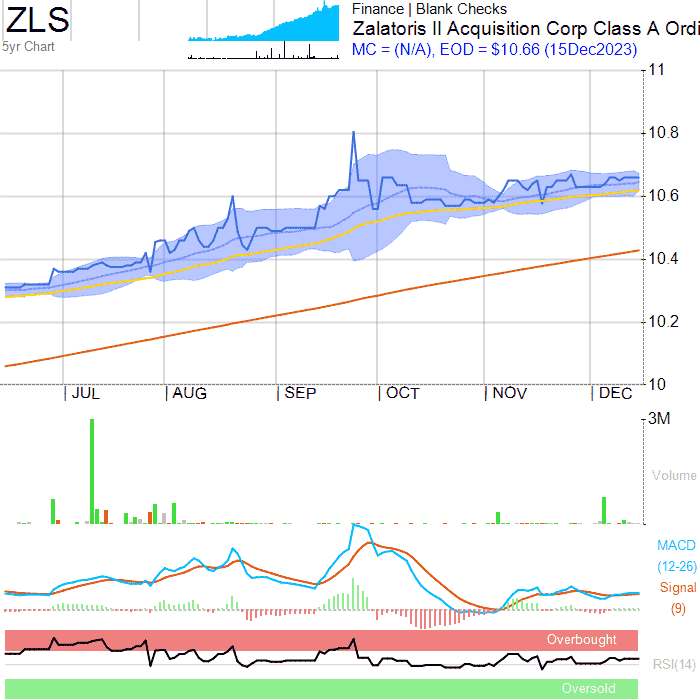 ZLS
5yr Chart
Finance | Blank Checks
Zalatoris II Acquisition Corp Class A Ordi
MC = (N/A), EOD = $10.66 (15Dec2023)
11
10.8
10.6
10.4
10.2
10
| JUL | AUG | SEP | OCT | NOV | DEC
3M
Volume
MACD
(12-26)
Signal
(9)
Overbought
RSI(14)
Oversold